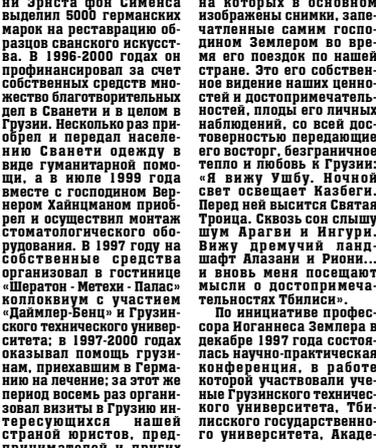 ни Эрнста фон Сименса
выделил 5000 германских
марок на реставрацию об-
разцов сванского искусст-
ва. В 1996-2000 годах он
профинансировал за счет
собственных средств мно-
жество благотворительных
дел в Сванети и в целом в
Грузии. Несколько раз при-
обрел и передал населе-
нию Сванети одежду в
виде гуманитарной помо-
щи, а в июле 1999 года
вместе с господином Вер-
нером Хайнцманом приоб-
рел и осуществил монтаж
стоматологического обо-
рудования. В 1997 году на
собственные средства
организовал в гостинице
«Шератон - Метехи - Палас»
коллоквиум с участием
«Даймлер-Бенц» и Грузин-
ского технического универ-
ситета; в 1997-2000 годах
оказывал помощь грузи-
нам, приехавшим в Герма-
нию на лечение; за этот же
период восемь раз органи-
зовал визиты в Грузию ин-
тересующихся нашей
страной юристов, пред-
принимателей и
на которых в основном
изображены снимки, запе-
чатленные самим госпо-
дином Землером во вре-
мя его поездок по нашей
стране. Это его собствен-
ное видение наших ценно-
стей и достопримечатель-
ностей, плоды его личных
наблюдений, со всей дос-
товерностью передающие
его восторг, безграничное
тепло и любовь к Грузии:
«Я вижу Ушбу. Ночной
свет освещает Казбеги.
Перед ней высится Святая
Троица. Сквозь сон слышу
шум Арагви и Ингури.
Вижу дремучий ланд-
шафт Алазани и Риони...
и вновь меня посещают
мысли о достопримеча-
тельностях Тбилиси».
По инициативе профес-
сора Иоганнеса Землера в
декабре 1997 года состоя-
лась научно-практическая
конференция, в работе
которой участвовали уче-
ные Грузинского техничес-
кого университета, Тби-
лисского государственно-
го университета, Акаде-